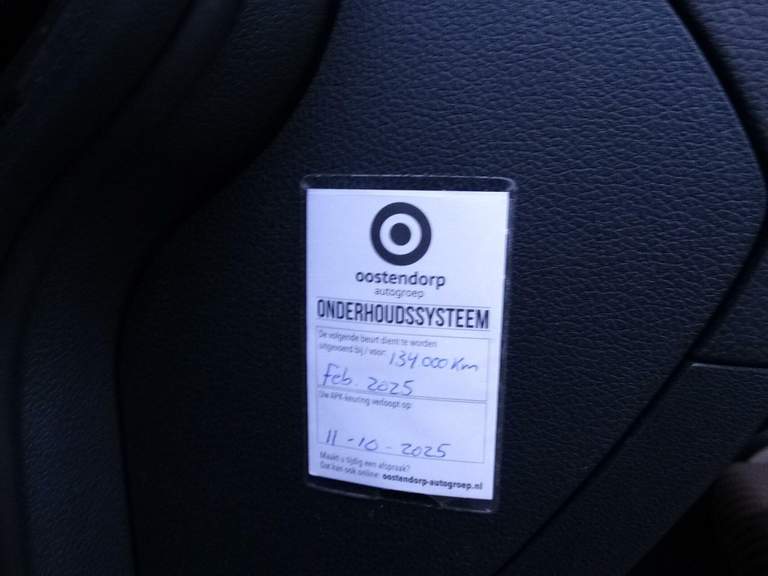 oostendorp
autogroep
ONDERHOUDSSYSTEEM
De volgende beurt dient te worden
uitgevoerd bij / voor: 134 000 Km
Feb. 2025
Uw APK-keuring verloopt op:
11-10-2025
Maakt u tijdig een afspraak?
Dat kan ook online: oostendorp-autogroep.nl